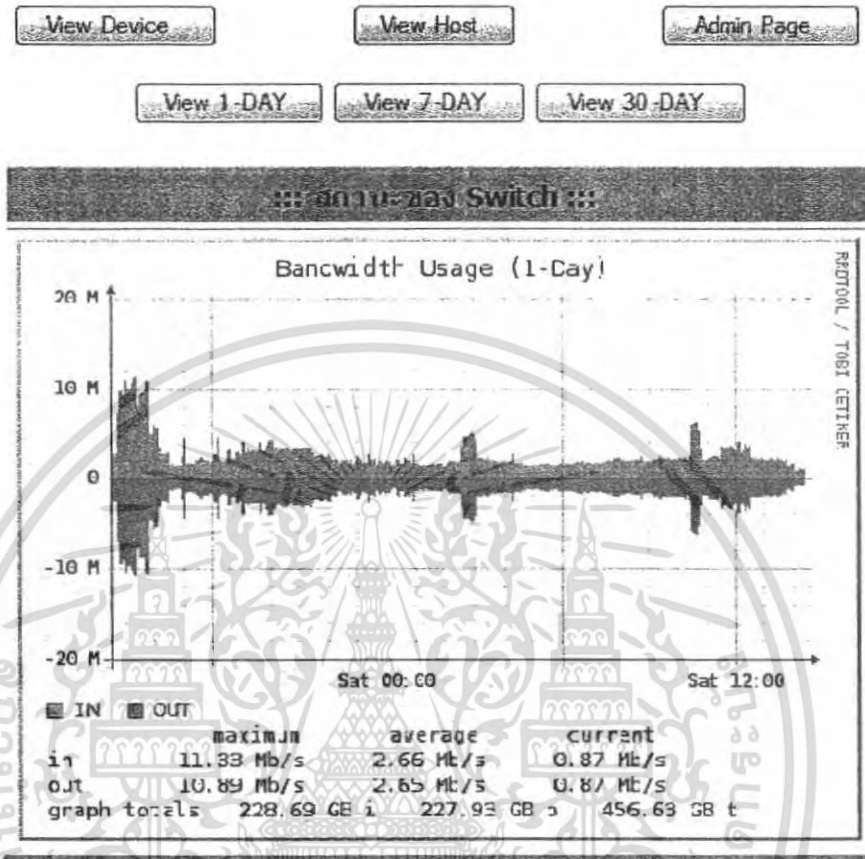 View Device View Host Admin Page
View 1-DAY View 7-DAY View 30-DAY
::: สถานะของ Switch :::
Bandwidth Usage (1-Day)
RRDTOOL / TOBI OETIKER
20 M
10 M
0
-10 M
-20 M
Sat 00:00 Sat 12:00
IN OUT
maximum average current
in 11.33 Mb/s 2.66 Mb/s 0.87 Mb/s
out 10.89 Mb/s 2.65 Mb/s 0.87 Mb/s
graph totals 228.69 GB i 227.93 GB o 456.63 GB t